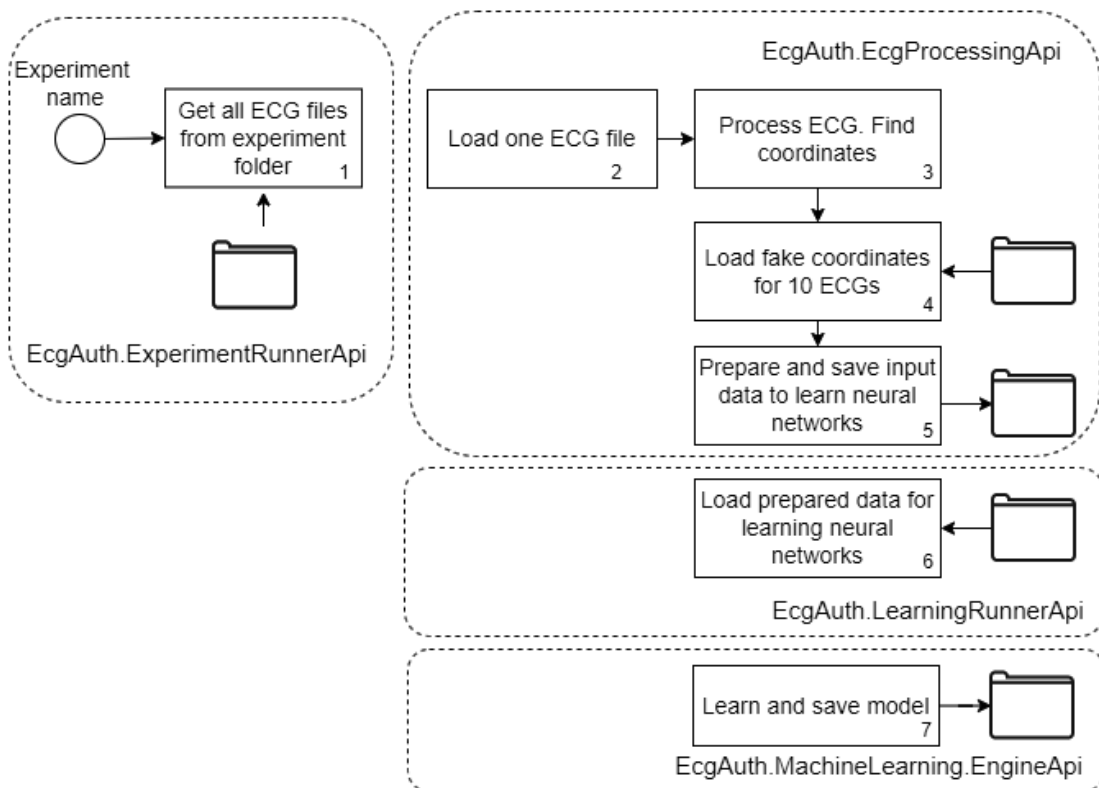 Experiment
name
Get all ECG files
from experiment
folder
1
EcgAuth.ExperimentRunnerApi
EcgAuth.EcgProcessingApi
Load one ECG file
2
Process ECG. Find
coordinates
3
Load fake coordinates
for 10 ECGs
4
Prepare and save input
data to learn neural
networks
5
Load prepared data for
learning neural
networks
6
EcgAuth.LearningRunnerApi
Learn and save model
7
EcgAuth.MachineLearning.EngineApi